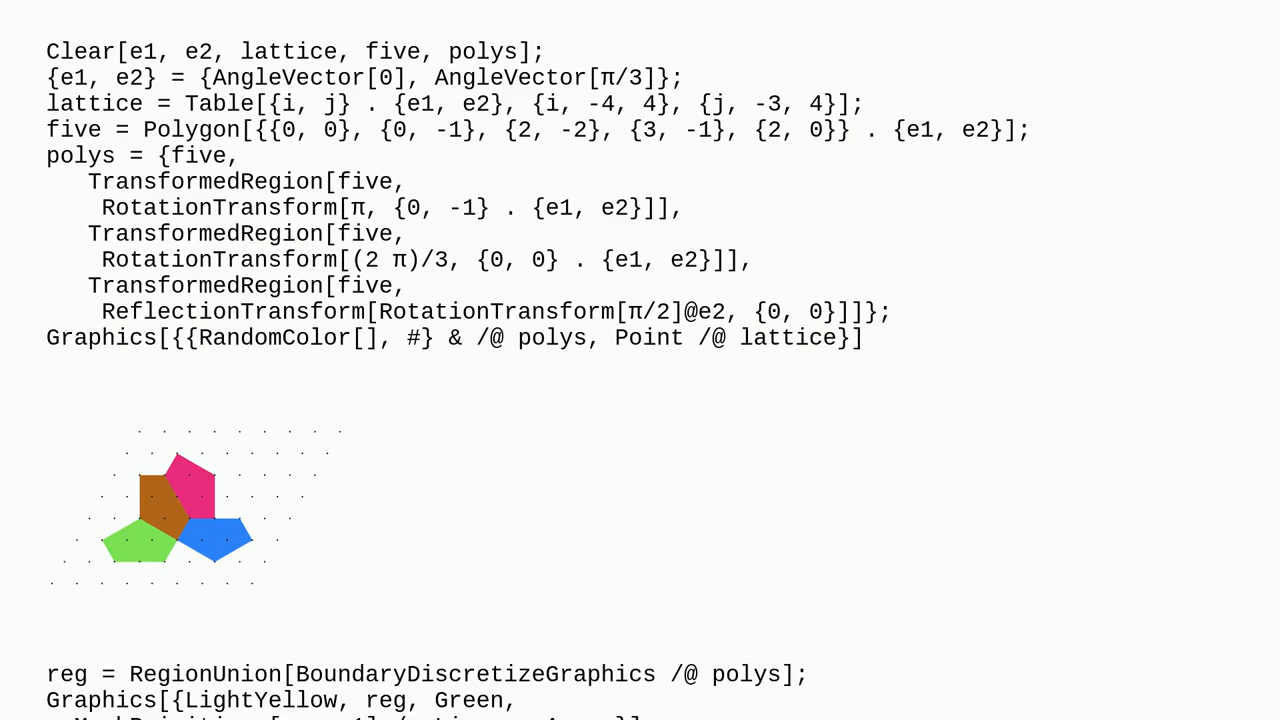 Clear[e1, e2, lattice, five, polys];
{e1, e2} = {AngleVector[0], AngleVector[π/3]};
lattice = Table[{i, j} . {e1, e2}, {i, -4, 4}, {j, -3, 4}];
five = Polygon[{{0, 0}, {0, -1}, {2, -2}, {3, -1}, {2, 0}} . {e1, e2}];
polys = {five,
TransformedRegion[five,
RotationTransform[π, {0, -1} . {e1, e2}]],
TransformedRegion[five,
RotationTransform[(2 π)/3, {0, 0} . {e1, e2}]],
TransformedRegion[five,
ReflectionTransform[RotationTransform[π/2]@e2, {0, 0}]]};
Graphics[{{RandomColor[], #} & /@ polys, Point /@ lattice}]
reg = RegionUnion[BoundaryDiscretizeGraphics /@ polys];
Graphics[{LightYellow, reg, Green,